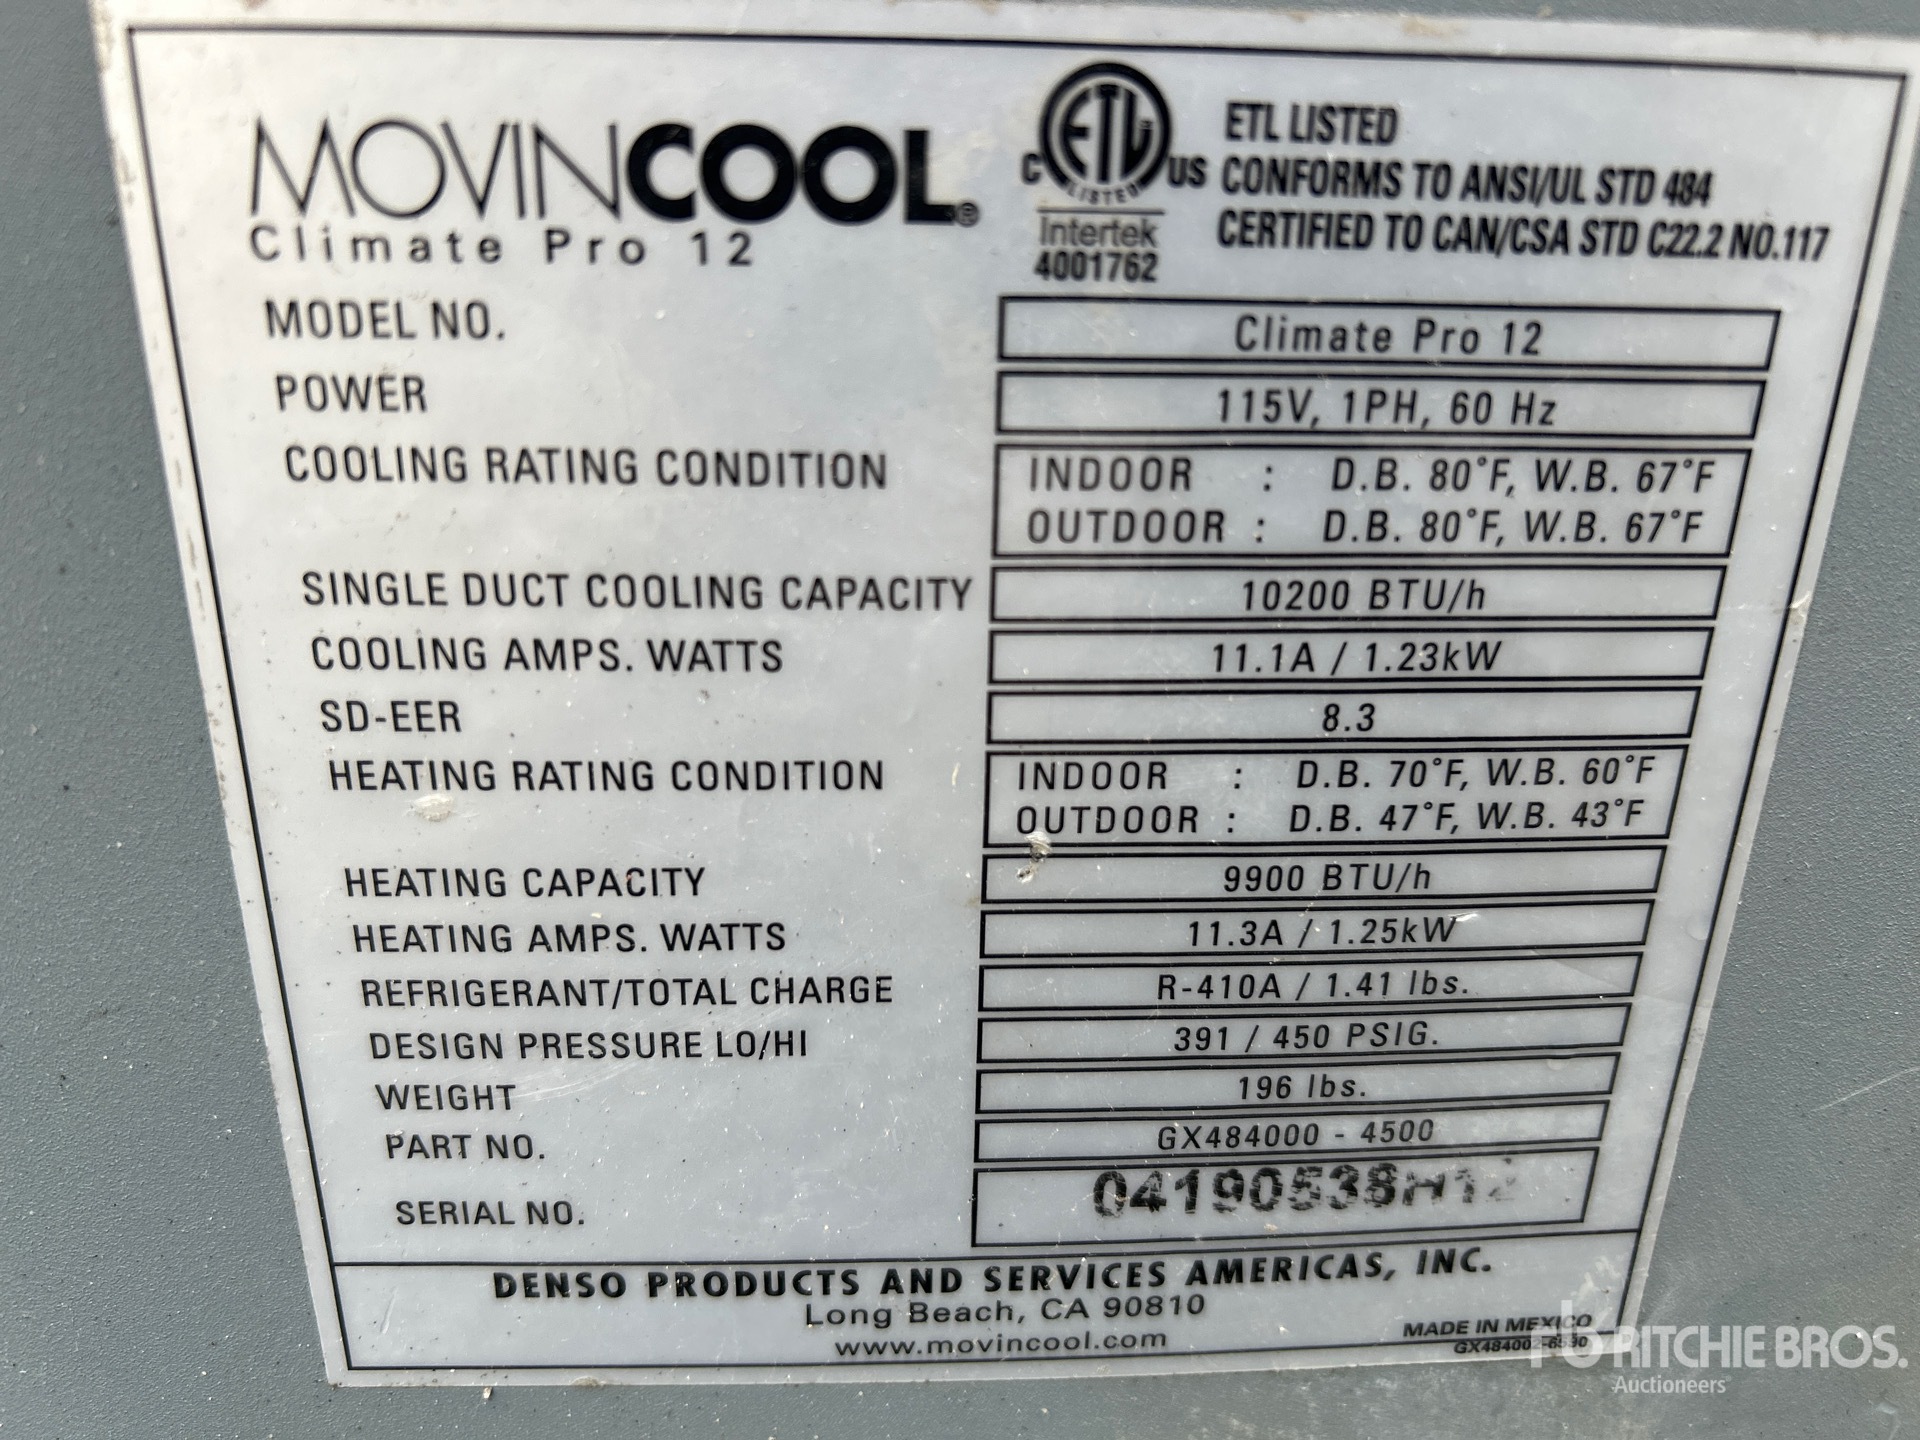 MOVINCOOL®
Climate Pro 12
C ETL LISTED US
Intertek
4001762
ETL LISTED
CONFORMS TO ANSI/UL STD 484
CERTIFIED TO CAN/CSA STD C22.2 NO.117
MODEL NO. Climate Pro 12
POWER 115V, 1PH, 60 Hz
COOLING RATING CONDITION INDOOR : D.B. 80°F, W.B. 67°F
OUTDOOR : D.B. 80°F, W.B. 67°F
SINGLE DUCT COOLING CAPACITY 10200 BTU/h
COOLING AMPS. WATTS 11.1A / 1.23kW
SD-EER 8.3
HEATING RATING CONDITION INDOOR : D.B. 70°F, W.B. 60°F
OUTDOOR : D.B. 47°F, W.B. 43°F
HEATING CAPACITY 9900 BTU/h
HEATING AMPS. WATTS 11.3A / 1.25kW
REFRIGERANT/TOTAL CHARGE R-410A / 1.41 lbs.
DESIGN PRESSURE LO/HI 391 / 450 PSIG.
WEIGHT 196 lbs.
PART NO. GX484000 - 4500
SERIAL NO.
DENSO PRODUCTS AND SERVICES AMERICAS, INC.
Long Beach, CA 90810
www.movincool.com
MADE IN MEXICO
RITCHIE BROS.
Auctioneers